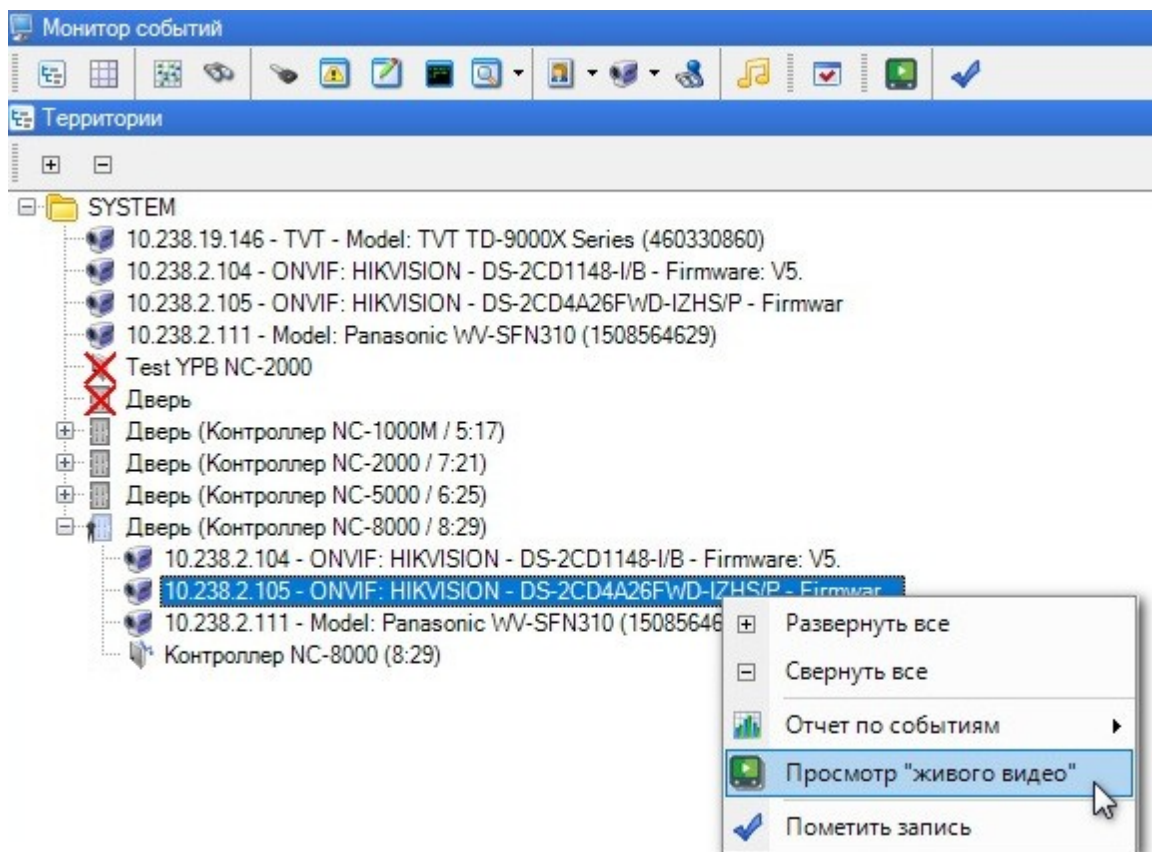 Монитор событий
Территории
SYSTEM
10.238.19.146 - TVT - Model: TVT TD-9000X Series (460330860)
10.238.2.104 - ONVIF: HIKVISION - DS-2CD1148-I/B - Firmware: V5.
10.238.2.105 - ONVIF: HIKVISION - DS-2CD4A26FWD-IZHS/P - Firmwar
10.238.2.111 - Model: Panasonic WV-SFN310 (1508564629)
Test YPB NC-2000
Дверь
Дверь (Контроллер NC-1000M / 5:17)
Дверь (Контроллер NC-2000 / 7:21)
Дверь (Контроллер NC-5000 / 6:25)
Дверь (Контроллер NC-8000 / 8:29)
10.238.2.104 - ONVIF: HIKVISION - DS-2CD1148-I/B - Firmware: V5.
10.238.2.105 - ONVIF: HIKVISION - DS-2CD4A26FWD-IZHS/P - Firmwar
10.238.2.111 - Model: Panasonic WV-SFN310 (15085646
Контроллер NC-8000 (8:29)
Развернуть все
Свернуть все
Отчет по событиям
Просмотр "живого видео"
Пометить запись